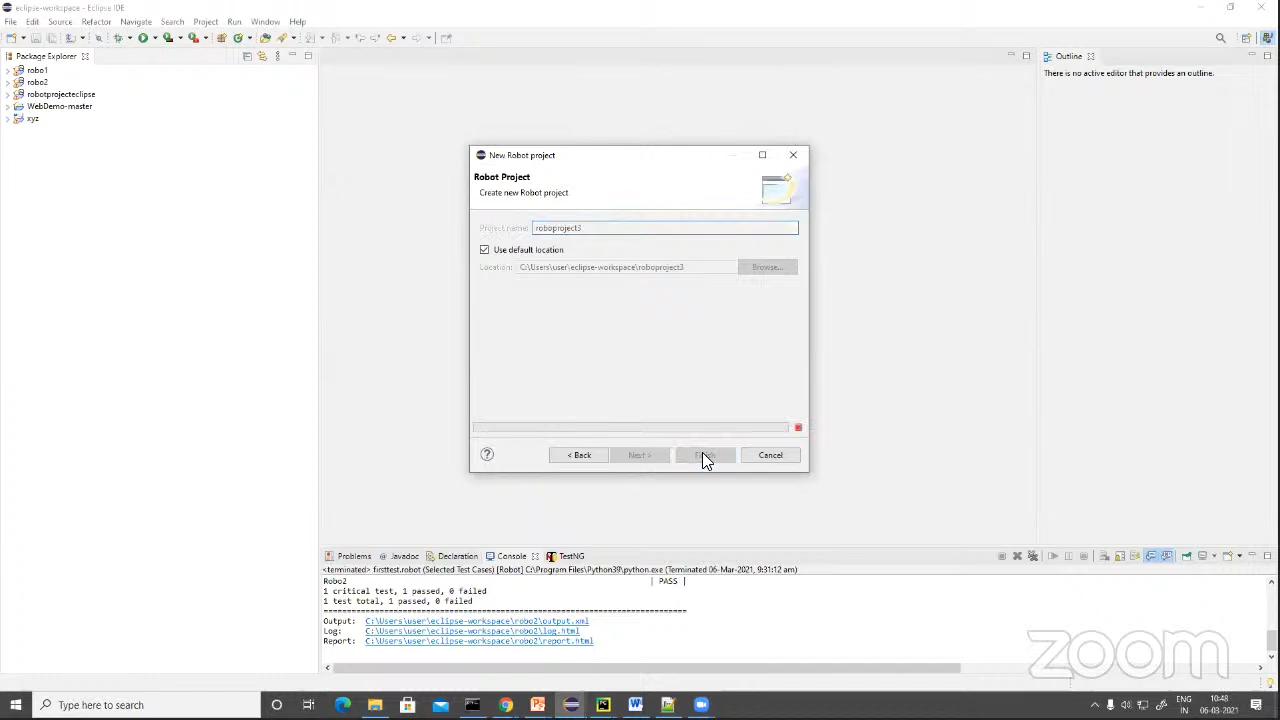 eclipse-workspace - Eclipse IDE
File Edit Source Refactor Navigate Search Project Run Window Help
Package Explorer
robo1
robo2
robotprojecteclipse
WebDemo-master
xyz
Outline
There is no active editor that provides an outline.
New Robot project
Robot Project
Create new Robot project
Project name: roboproject3
Use default location
Location: C:\Users\user\eclipse-workspace\roboproject3 Browse...
< Back Next > Cancel
Problems Javadoc Declaration Console TestNG
<terminated> firsttest.robot (Selected Test Cases) [Robot] C:\Program Files\Python39\python.exe (Terminated 06-Mar-2021, 9:31:12 am)
Robo2 | PASS |
1 critical test, 1 passed, 0 failed
1 test total, 1 passed, 0 failed
==============================================================================
Output: C:\Users\user\eclipse-workspace\robo2\output.xml
Log: C:\Users\user\eclipse-workspace\robo2\log.html
Report: C:\Users\user\eclipse-workspace\robo2\report.html
zoom
Type here to search
ENG
IN
10:48
06-03-2021